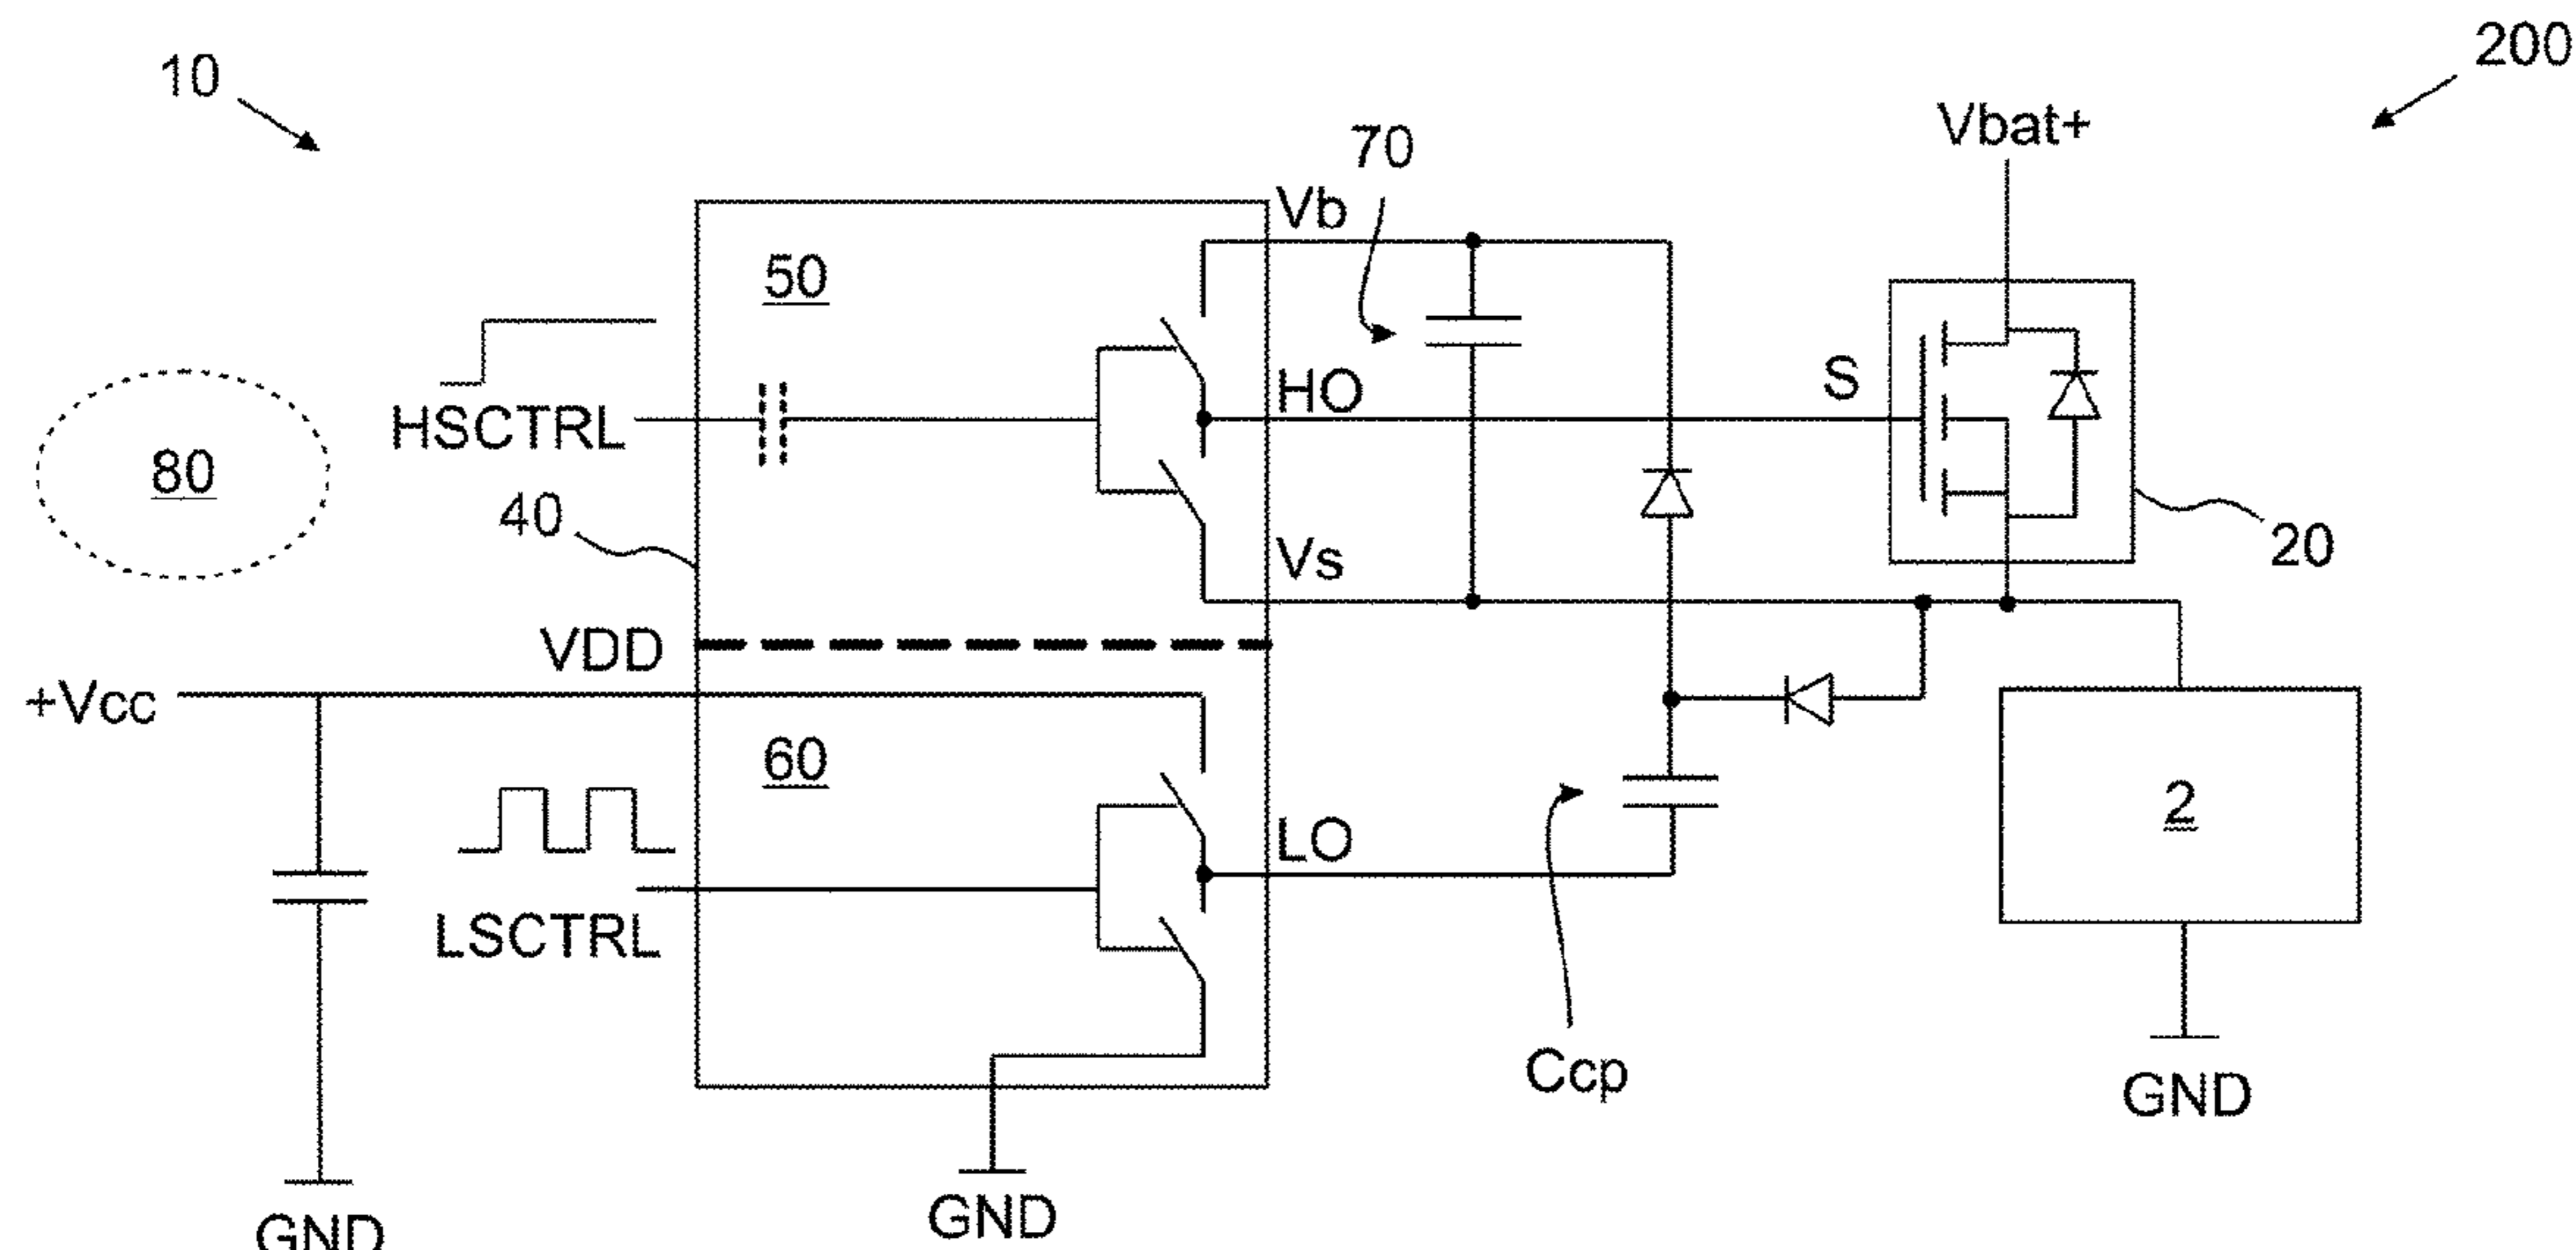 10
200
Vbat+
70
Vb
50
S
HO
HSCTRL
80
40
20
Vs
VDD
+Vcc
60
2
LO
LSCTRL
Ccp
GND
GND
GND